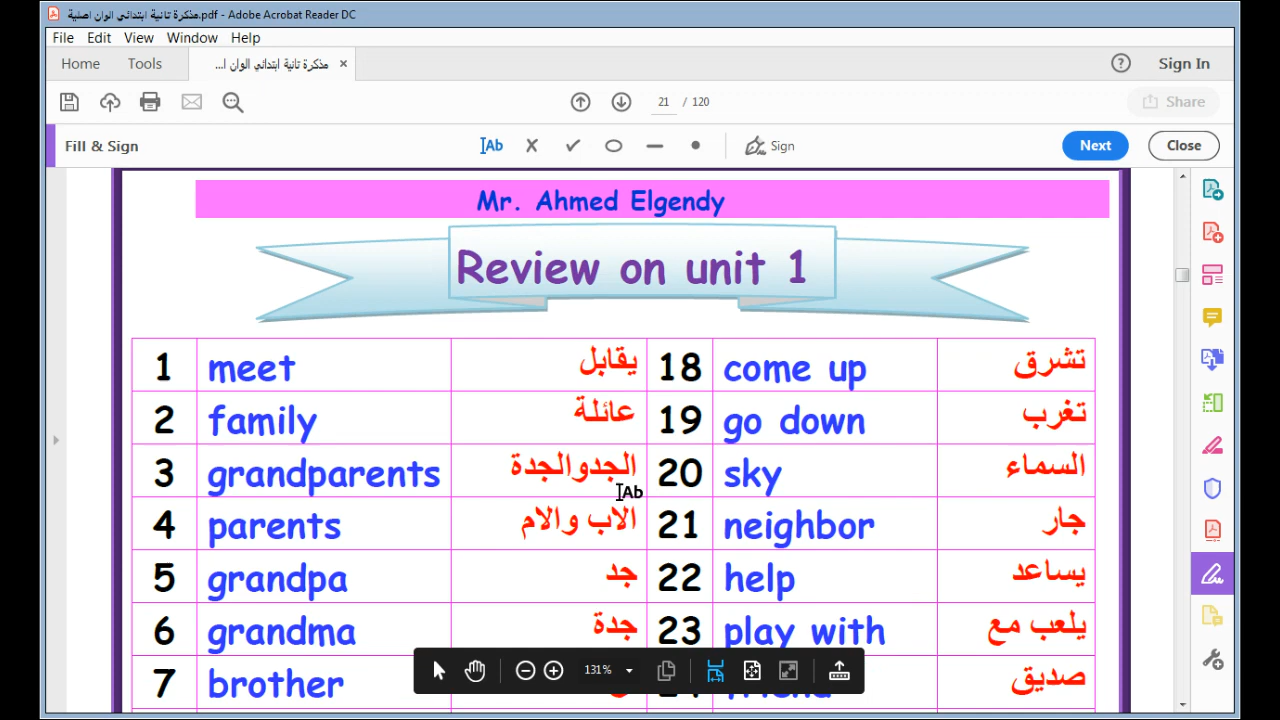 مذكرة تانية ابتدائي الوان اصلية.pdf - Adobe Acrobat Reader DC
File Edit View Window Help
Home Tools مذكرة تانية ابتدائي الوان ا... × Sign In
21 / 120 Share
Fill & Sign Ab Sign Next Close
Mr. Ahmed Elgendy
Review on unit 1
1 meet يقابل 18 come up تشرق
2 family عائلة 19 go down تغرب
3 grandparents الجدوالجدة 20 sky السماء
4 parents الاب والام 21 neighbor جار
5 grandpa جد 22 help يساعد
6 grandma جدة 23 play with يلعب مع
7 brother صديق
131%